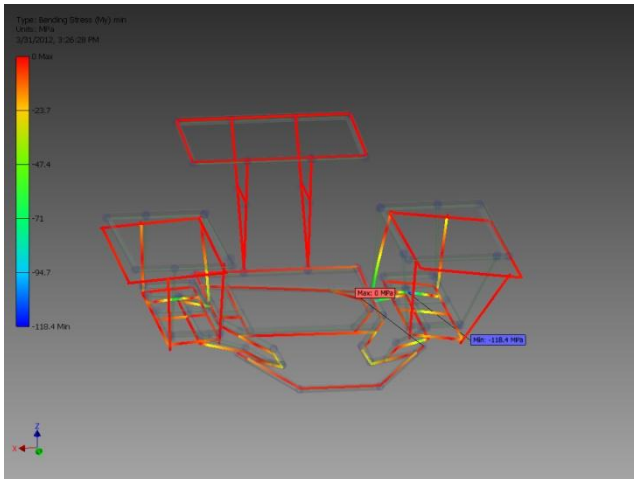 Type: Bending Stress (My) min
Units: MPa
3/31/2012, 3:26:28 PM
0 Max
-23.7
-47.4
-71
-94.7
-118.4 Min
Max: 0 MPa
Min: -118.4 MPa
Z
X